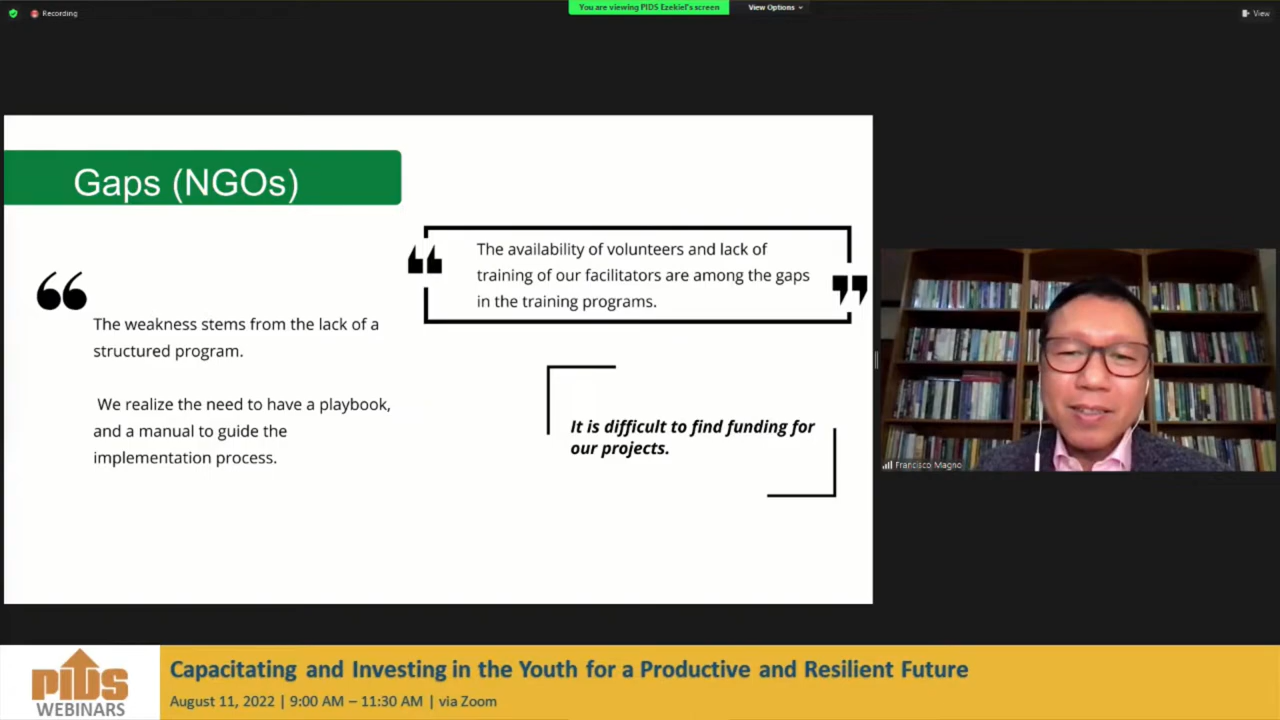 Recording
You are viewing PIDS Ezekiel's screen
View Options
View
Gaps (NGOs)
The weakness stems from the lack of a
structured program.
We realize the need to have a playbook,
and a manual to guide the
implementation process.
The availability of volunteers and lack of
training of our facilitators are among the gaps
in the training programs.
It is difficult to find funding for
our projects.
Francisco Magno
PIDS
WEBINARS
Capacitating and Investing in the Youth for a Productive and Resilient Future
August 11, 2022 | 9:00 AM – 11:30 AM | via Zoom